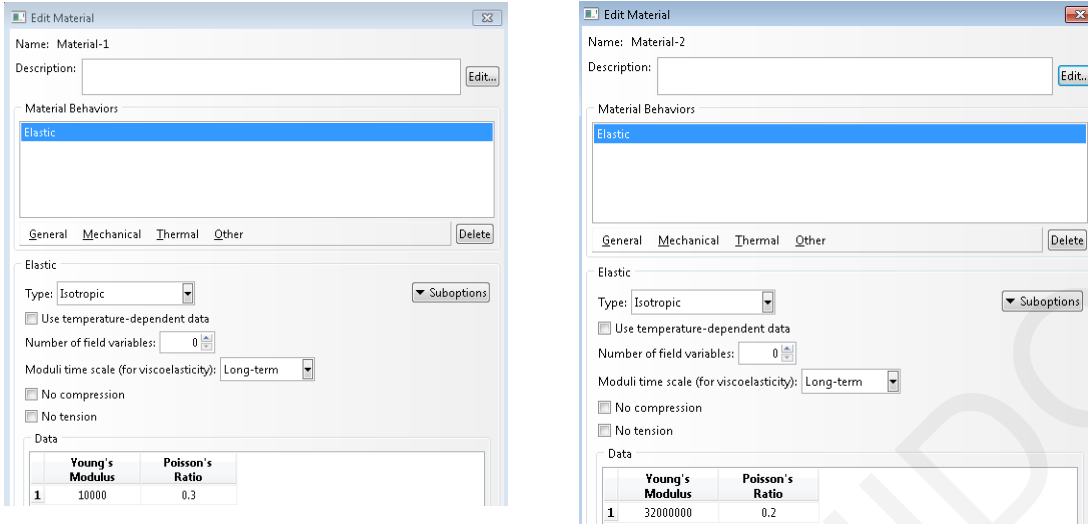 Edit Material
Name: Material-1
Description:
Edit...
Material Behaviors
Elastic
General Mechanical Thermal Other
Delete
Elastic
Type: Isotropic
Suboptions
Use temperature-dependent data
Number of field variables: 0
Moduli time scale (for viscoelasticity): Long-term
No compression
No tension
Data
Young's Modulus Poisson's Ratio
1 10000 0.3
Edit Material
Name: Material-2
Description:
Edit..
Material Behaviors
Elastic
General Mechanical Thermal Other
Delete
Elastic
Type: Isotropic
Suboptions
Use temperature-dependent data
Number of field variables: 0
Moduli time scale (for viscoelasticity): Long-term
No compression
No tension
Data
Young's Modulus Poisson's Ratio
1 32000000 0.2